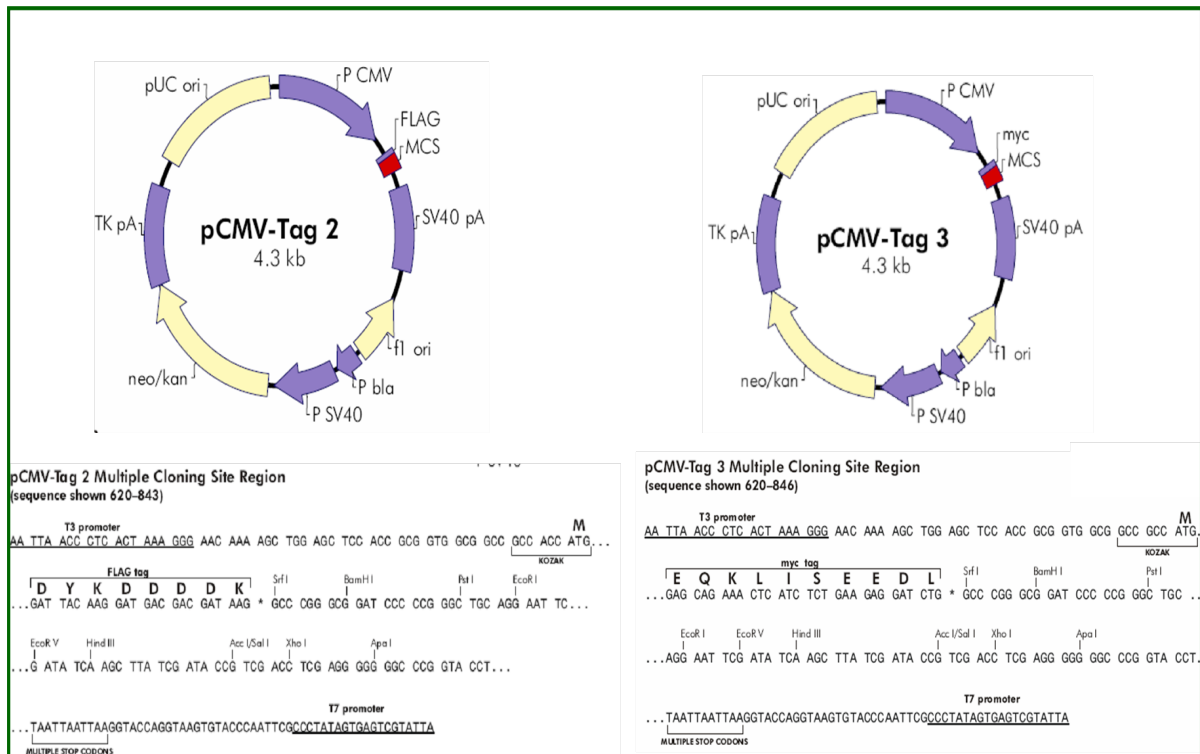 P CMV
pUC ori
FLAG
MCS
TK pA
pCMV-Tag 2
4.3 kb
SV40 pA
f1 ori
neo/kan
P bla
P SV40
P CMV
pUC ori
myc
MCS
TK pA
pCMV-Tag 3
4.3 kb
SV40 pA
f1 ori
neo/kan
P bla
P SV40
pCMV-Tag 2 Multiple Cloning Site Region
(sequence shown 620–843)
T3 promoter
M
AA TTA ACC CTC ACT AAA GGG AAC AAA AGC TGG AGC TCC ACC GCG GTG GCG GCC GCC ACC ATG...
KOZAK
FLAG tag
D Y K D D D D K
Srf I BamH I Pst I EcoR I
...GAT TAC AAG GAT GAC GAC GAT AAG * GCC CGG GCG GAT CCC CCG GGC TGC AGG AAT TC...
EcoR V Hind III Acc I/Sal I Xho I Apa I
...G ATA TCA AGC TTA TCG ATA CCG TCG ACC TCG AGG GGG GGC CCG GTA CCT...
T7 promoter
...TAATTAATTAAGGTACCAGGTAAGTGTACCCAATTCGCCCTATAGTGAGTCGTATTA
MULTIPLE STOP CODONS
pCMV-Tag 3 Multiple Cloning Site Region
(sequence shown 620–846)
T3 promoter
M
AA TTA ACC CTC ACT AAA GGG AAC AAA AGC TGG AGC TCC ACC GCG GTG GCG GCC GCC ATG.
KOZAK
myc tag
E Q K L I S E E D L
Srf I BamH I Pst I
...GAG CAG AAA CTC ATC TCT GAA GAG GAT CTG * GCC CGG GCG GAT CCC CCG GGC TGC ..
EcoR I EcoR V Hind III Acc I/Sal I Xho I Apa I
...AGG AAT TCG ATA TCA AGC TTA TCG ATA CCG TCG ACC TCG AGG GGG GGC CCG GTA CCT..
T7 promoter
...TAATTAATTAAGGTACCAGGTAAGTGTACCCAATTCGCCCTATAGTGAGTCGTATTA
MULTIPLE STOP CODONS